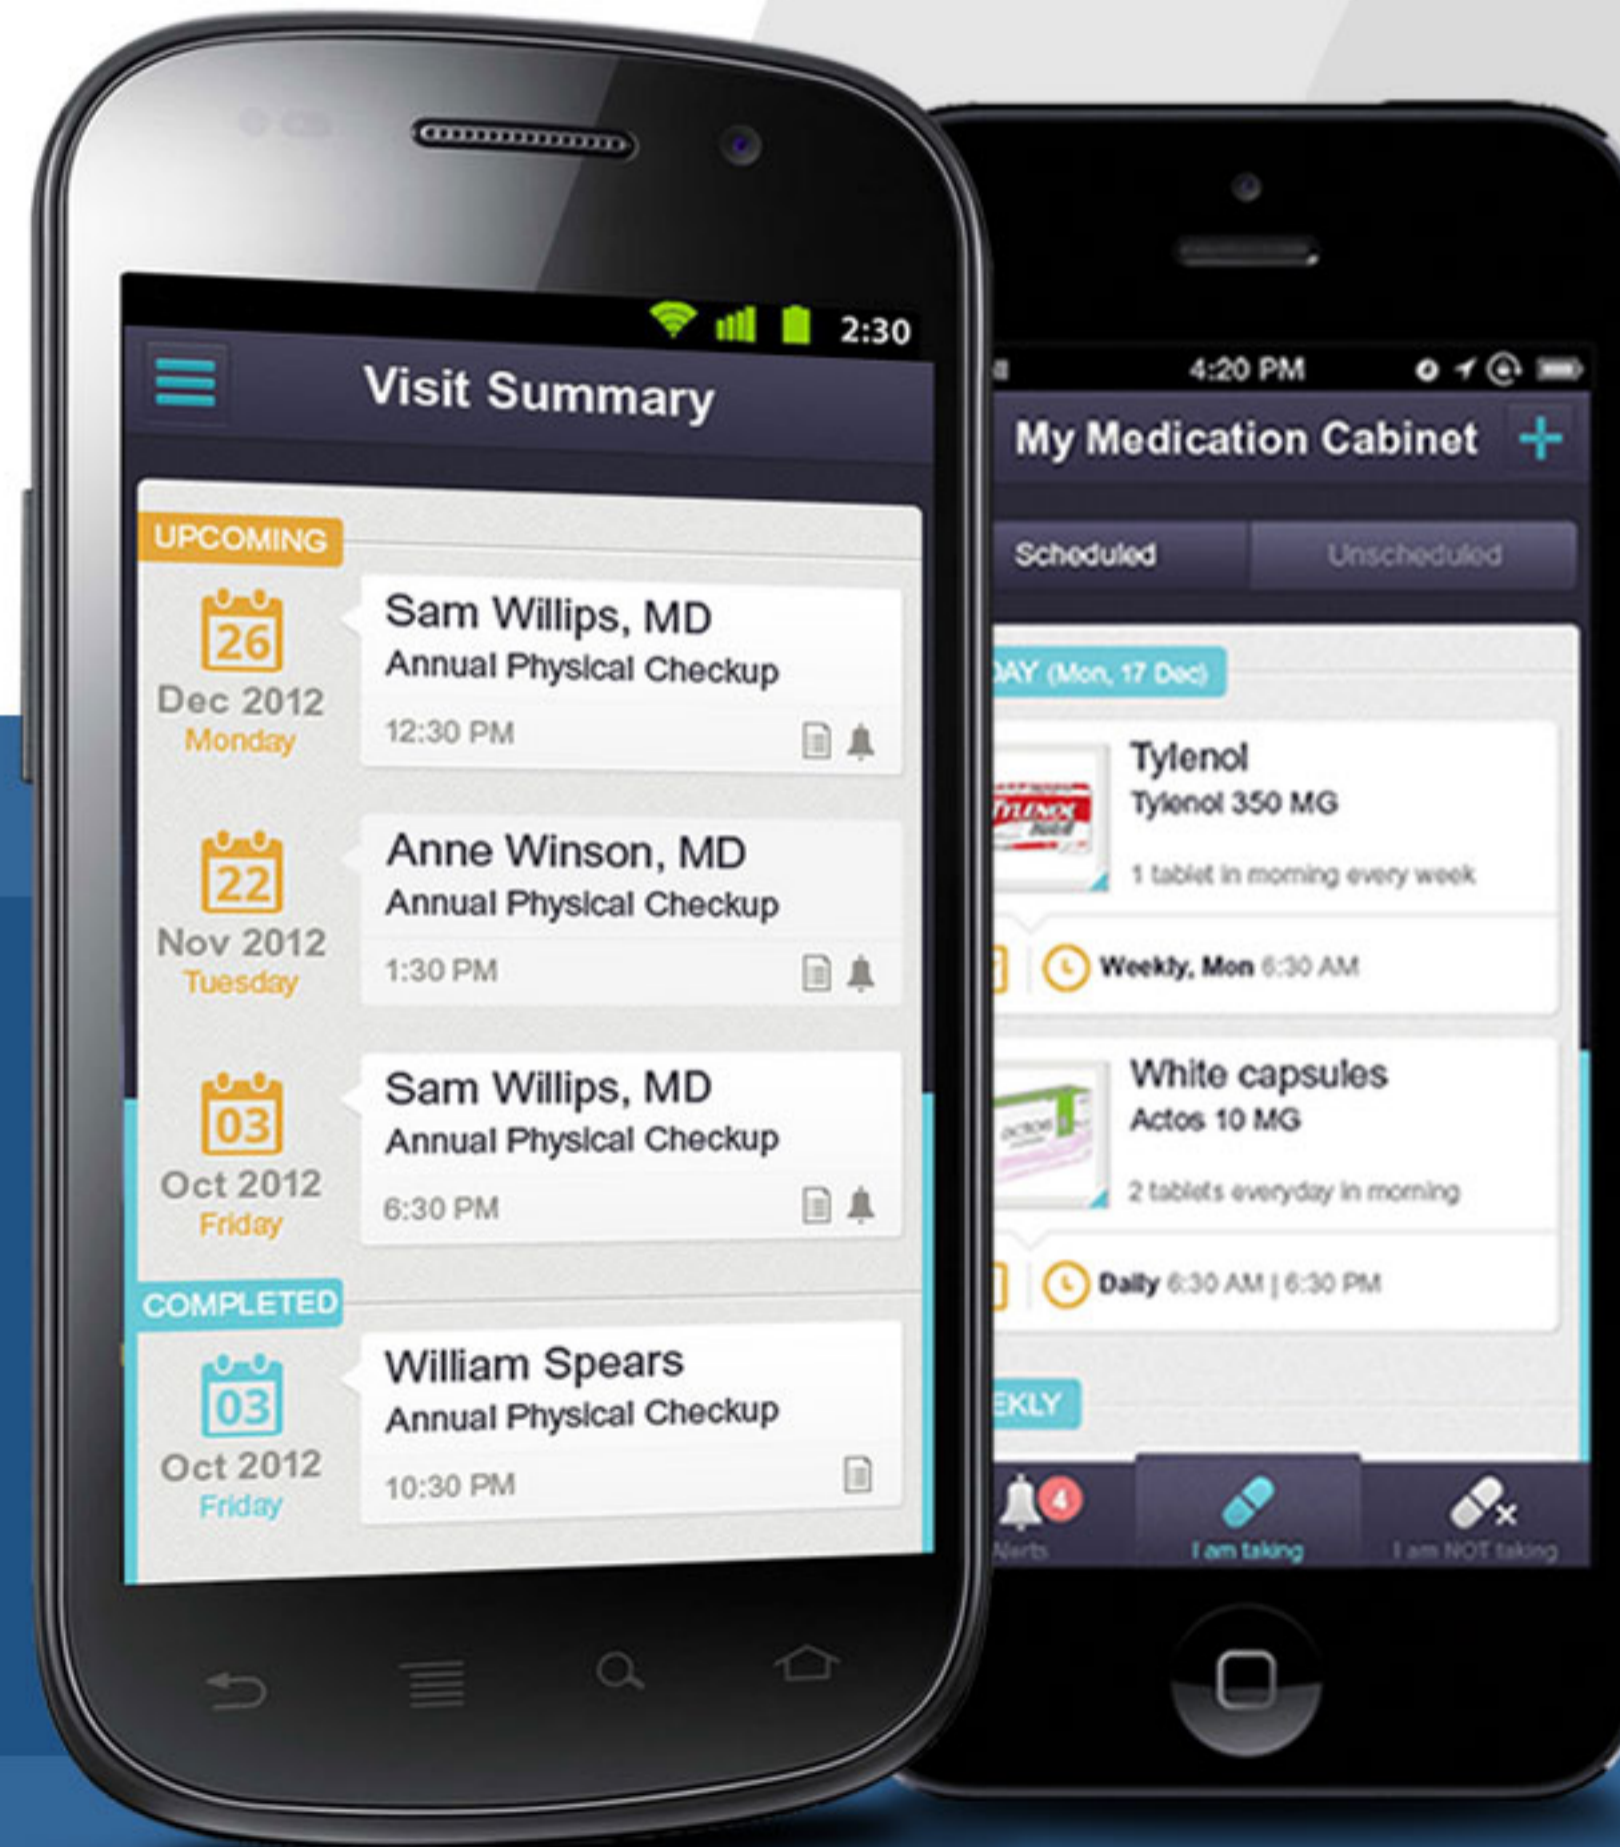 2:30
Visit Summary
UPCOMING
26
Dec 2012
Monday
Sam Willips, MD
Annual Physical Checkup
12:30 PM
22
Nov 2012
Tuesday
Anne Winson, MD
Annual Physical Checkup
1:30 PM
03
Oct 2012
Friday
Sam Willips, MD
Annual Physical Checkup
6:30 PM
COMPLETED
03
Oct 2012
Friday
William Spears
Annual Physical Checkup
10:30 PM
4:20 PM
My Medication Cabinet
Scheduled
Unscheduled
DAY (Mon, 17 Dec)
TYLENOL
Tylenol
Tylenol 350 MG
1 tablet in morning every week
Weekly, Mon 6:30 AM
actos
White capsules
Actos 10 MG
2 tablets everyday in morning
Daily 6:30 AM | 6:30 PM
EKLY
4
Alerts
I am taking
I am NOT taking